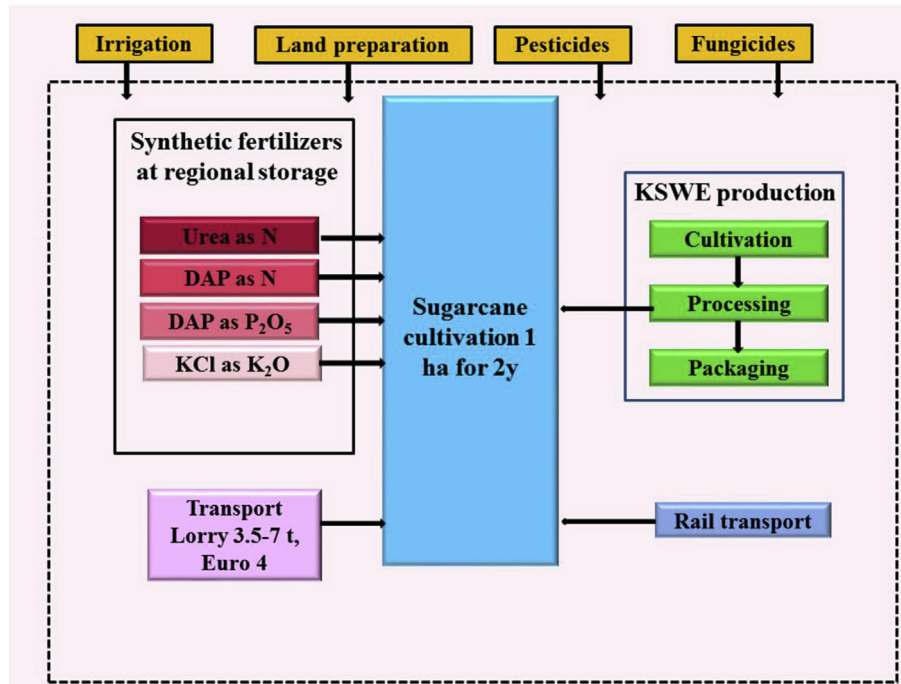 Irrigation
Land preparation
Pesticides
Fungicides
Synthetic fertilizers
at regional storage
Urea as N
DAP as N
DAP as P₂O₅
KCl as K₂O
Transport
Lorry 3.5-7 t,
Euro 4
Sugarcane
cultivation 1
ha for 2y
KSWE production
Cultivation
Processing
Packaging
Rail transport